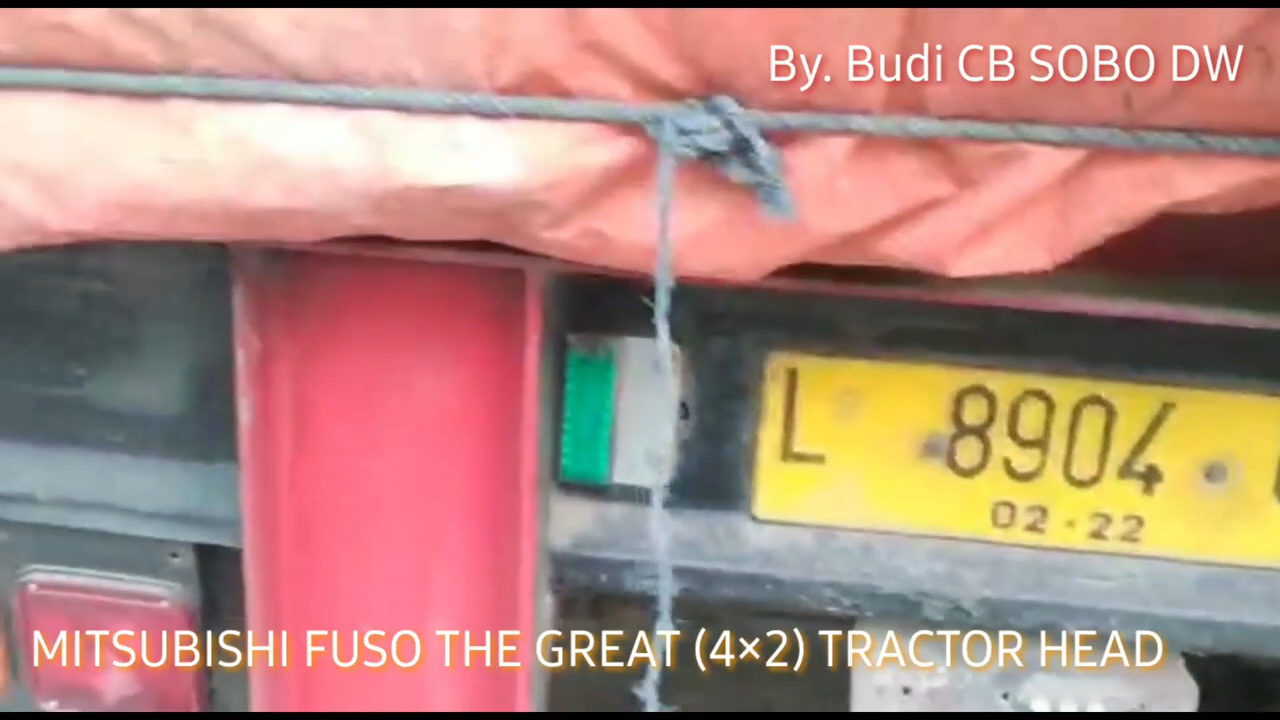 By. Budi CB SOBO DW
L 8904
02 · 22
MITSUBISHI FUSO THE GREAT (4×2) TRACTOR HEAD